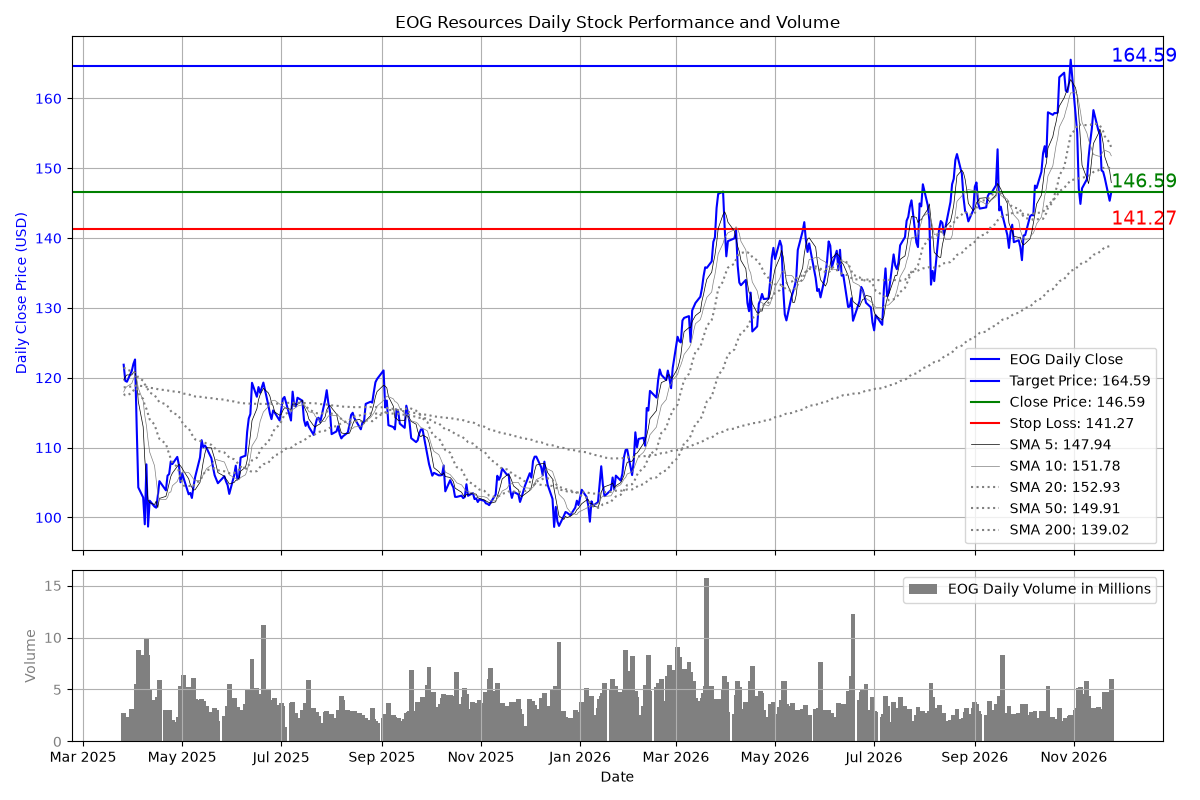 EOG Resources Daily Stock Performance and Volume
Daily Close Price (USD)
160
150
140
130
120
110
100
164.59
146.59
141.27
EOG Daily Close
Target Price: 164.59
Close Price: 146.59
Stop Loss: 141.27
SMA 5: 147.94
SMA 10: 151.78
SMA 20: 152.93
SMA 50: 149.91
SMA 200: 139.02
Volume
15
10
5
0
EOG Daily Volume in Millions
Mar 2025 May 2025 Jul 2025 Sep 2025 Nov 2025 Jan 2026 Mar 2026 May 2026 Jul 2026 Sep 2026 Nov 2026
Date